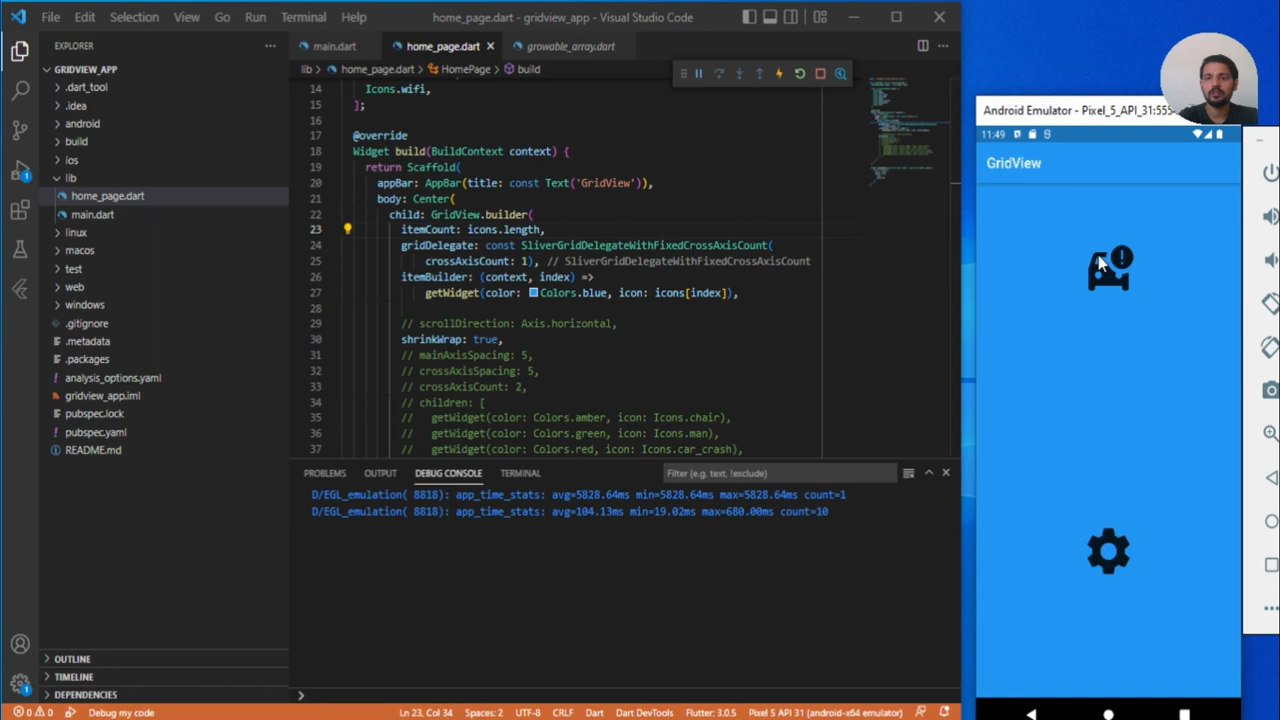 File Edit Selection View Go Run Terminal Help
home_page.dart - gridview_app - Visual Studio Code
EXPLORER
GRIDVIEW_APP
.dart_tool
.idea
android
build
ios
lib
home_page.dart
main.dart
linux
macos
test
web
windows
.gitignore
.metadata
.packages
analysis_options.yaml
gridview_app.iml
pubspec.lock
pubspec.yaml
README.md
OUTLINE
TIMELINE
DEPENDENCIES
main.dart home_page.dart growable_array.dart
lib > home_page.dart > HomePage > build
14 Icons.wifi,
15 ];
16
17 @override
18 Widget build(BuildContext context) {
19 return Scaffold(
20 appBar: AppBar(title: const Text('GridView')),
21 body: Center(
22 child: GridView.builder(
23 itemCount: icons.length,
24 gridDelegate: const SliverGridDelegateWithFixedCrossAxisCount(
25 crossAxisCount: 1), // SliverGridDelegateWithFixedCrossAxisCount
26 itemBuilder: (context, index) =>
27 getWidget(color: Colors.blue, icon: icons[index]),
28
29 // scrollDirection: Axis.horizontal,
30 shrinkWrap: true,
31 // mainAxisSpacing: 5,
32 // crossAxisSpacing: 5,
33 // crossAxisCount: 2,
34 // children: [
35 // getWidget(color: Colors.amber, icon: Icons.chair),
36 // getWidget(color: Colors.green, icon: Icons.man),
37 // getWidget(color: Colors.red, icon: Icons.car_crash),
PROBLEMS OUTPUT DEBUG CONSOLE TERMINAL
Filter (e.g. text, !exclude)
D/EGL_emulation( 8818): app_time_stats: avg=5828.64ms min=5828.64ms max=5828.64ms count=1
D/EGL_emulation( 8818): app_time_stats: avg=104.13ms min=19.02ms max=680.00ms count=10
0 0 Debug my code
Ln 23, Col 34 Spaces: 2 UTF-8 CRLF Dart Dart DevTools Flutter: 3.0.5 Pixel 5 API 31 (android-x64 emulator)
Android Emulator - Pixel_5_API_31:555
11:49
GridView